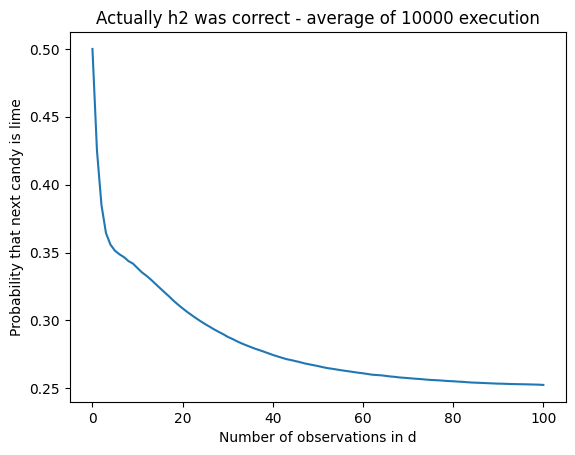 Actually h2 was correct - average of 10000 execution
0.50
0.45
0.40
0.35
0.30
0.25
Probability that next candy is lime
0 20 40 60 80 100
Number of observations in d